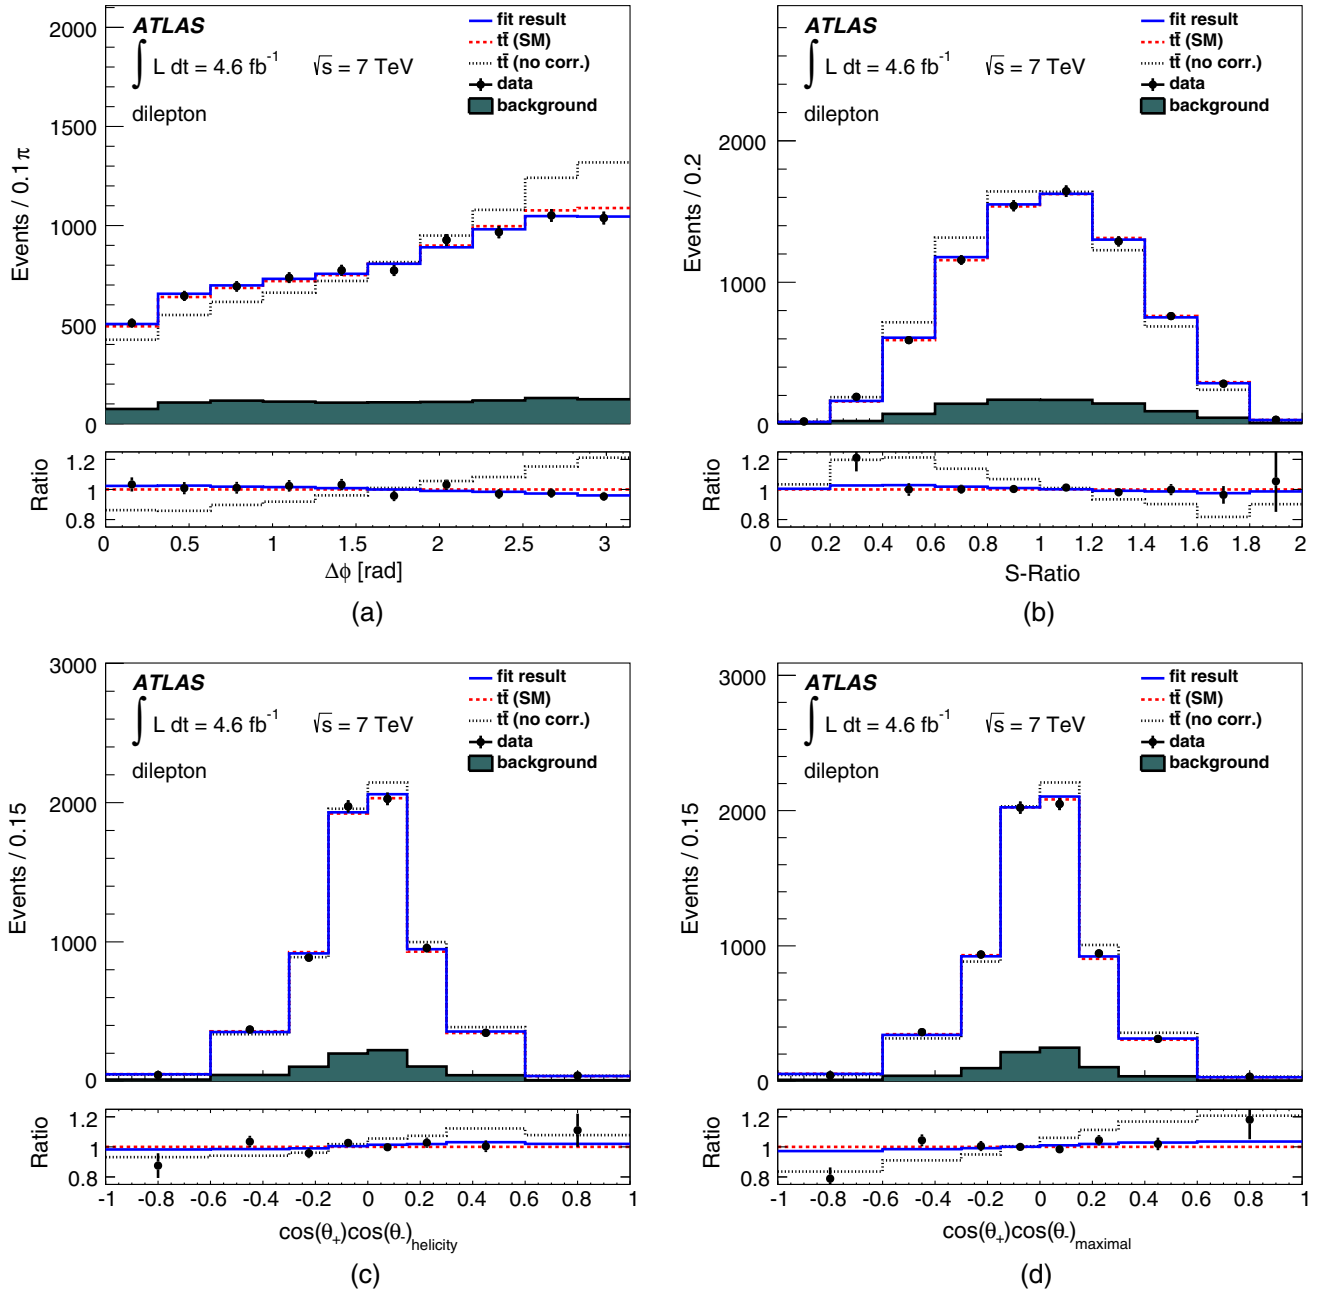 ATLAS
∫ L dt = 4.6 fb⁻¹ √s = 7 TeV
dilepton
fit result
tt̄ (SM)
tt̄ (no corr.)
data
background
Events / 0.1 π
2000
1500
1000
500
0
Ratio
1.2
1
0.8
0 0.5 1 1.5 2 2.5 3
Δϕ [rad]
(a)
ATLAS
∫ L dt = 4.6 fb⁻¹ √s = 7 TeV
dilepton
fit result
tt̄ (SM)
tt̄ (no corr.)
data
background
Events / 0.2
2000
1000
0
Ratio
1.2
1
0.8
0 0.2 0.4 0.6 0.8 1 1.2 1.4 1.6 1.8 2
S-Ratio
(b)
ATLAS
∫ L dt = 4.6 fb⁻¹ √s = 7 TeV
dilepton
fit result
tt̄ (SM)
tt̄ (no corr.)
data
background
Events / 0.15
3000
2000
1000
0
Ratio
1.2
1
0.8
-1 -0.8 -0.6 -0.4 -0.2 0 0.2 0.4 0.6 0.8 1
cos(θ₊)cos(θ₋)helicity
(c)
ATLAS
∫ L dt = 4.6 fb⁻¹ √s = 7 TeV
dilepton
fit result
tt̄ (SM)
tt̄ (no corr.)
data
background
Events / 0.15
3000
2000
1000
0
Ratio
1.2
1
0.8
-1 -0.8 -0.6 -0.4 -0.2 0 0.2 0.4 0.6 0.8 1
cos(θ₊)cos(θ₋)maximal
(d)